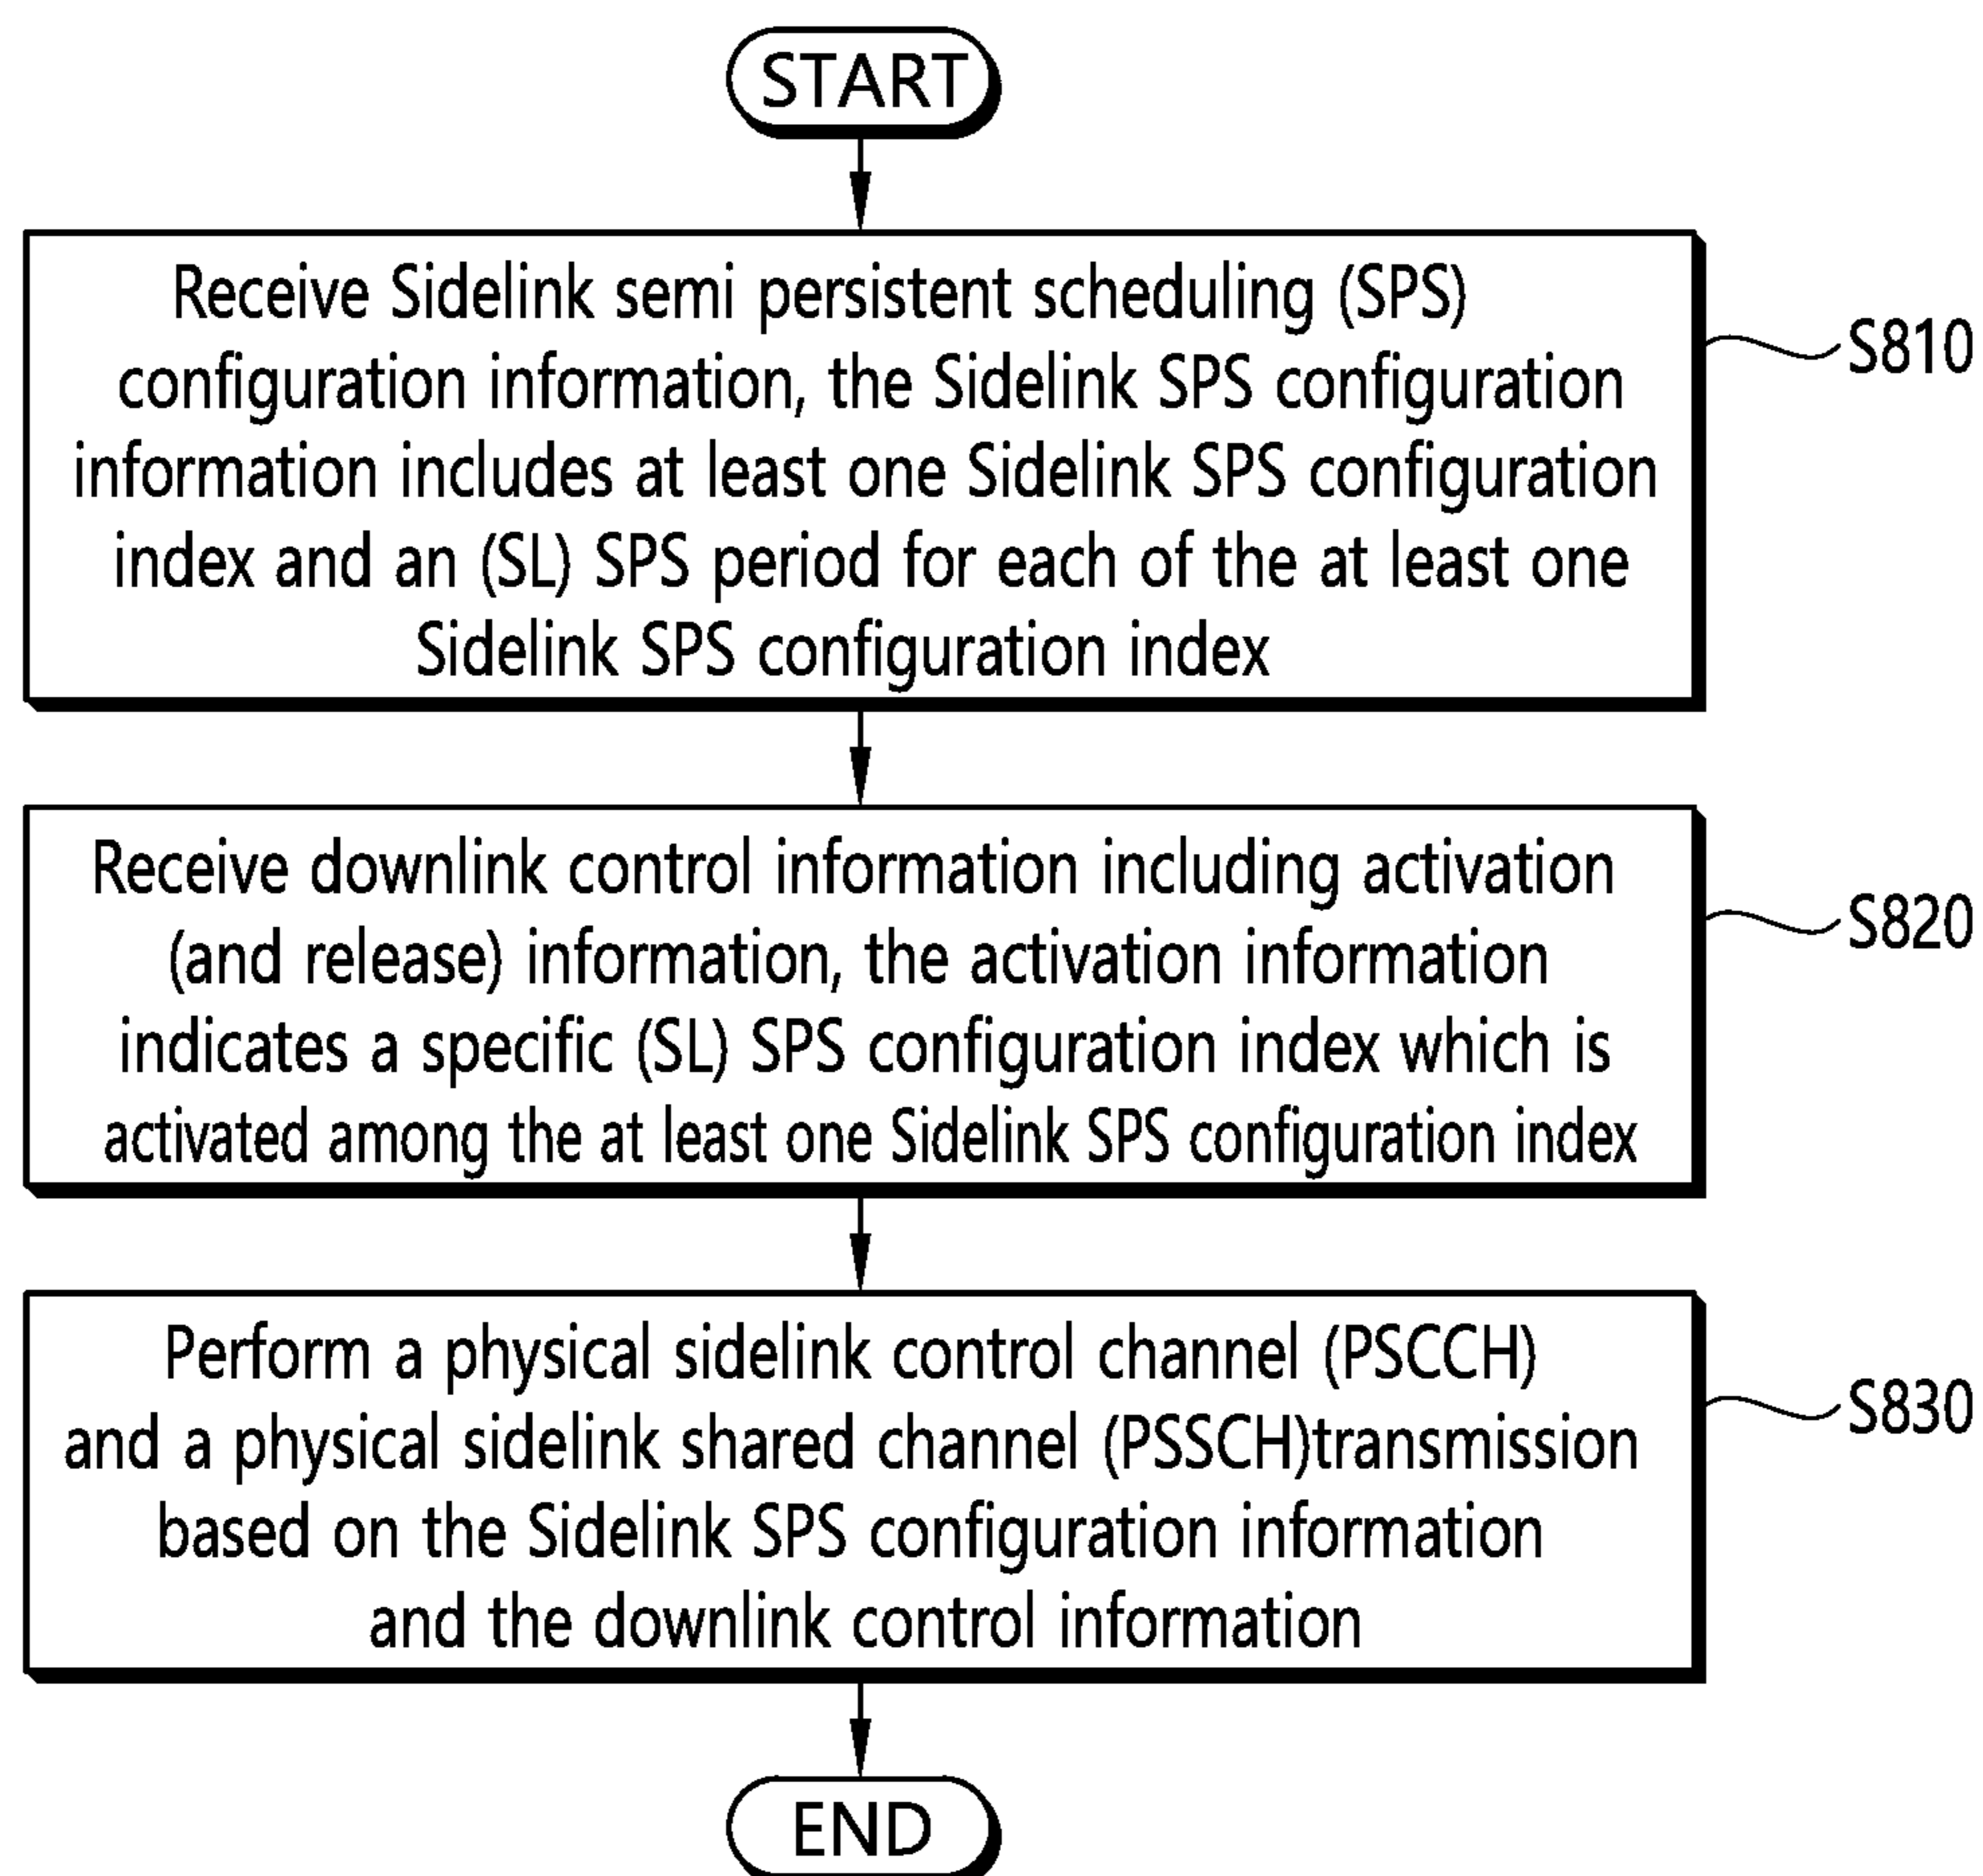 START
Receive Sidelink semi persistent scheduling (SPS)
configuration information, the Sidelink SPS configuration
information includes at least one Sidelink SPS configuration
index and an (SL) SPS period for each of the at least one
Sidelink SPS configuration index
S810
Receive downlink control information including activation
(and release) information, the activation information
indicates a specific (SL) SPS configuration index which is
activated among the at least one Sidelink SPS configuration index
S820
Perform a physical sidelink control channel (PSCCH)
and a physical sidelink shared channel (PSSCH)transmission
based on the Sidelink SPS configuration information
and the downlink control information
S830
END